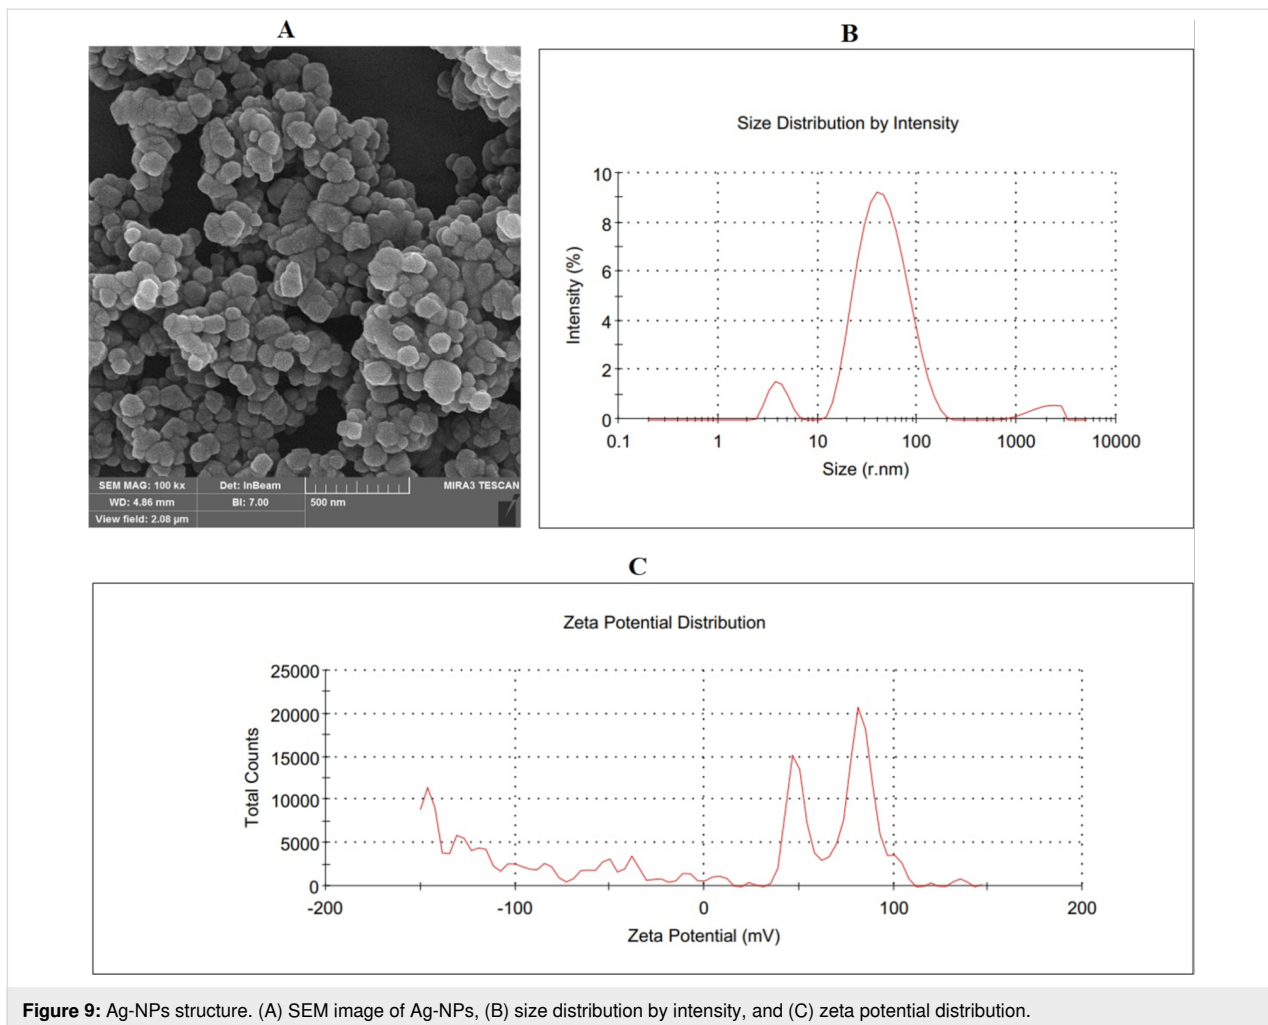 A
SEM MAG: 100 kx Det: InBeam MIRA3 TESCAN
WD: 4.86 mm BI: 7.00 500 nm
View field: 2.08 µm
B
Size Distribution by Intensity
Intensity (%)
10
8
6
4
2
0
0.1 1 10 100 1000 10000
Size (r.nm)
C
Zeta Potential Distribution
Total Counts
25000
20000
15000
10000
5000
0
-200 -100 0 100 200
Zeta Potential (mV)
Figure 9: Ag-NPs structure. (A) SEM image of Ag-NPs, (B) size distribution by intensity, and (C) zeta potential distribution.